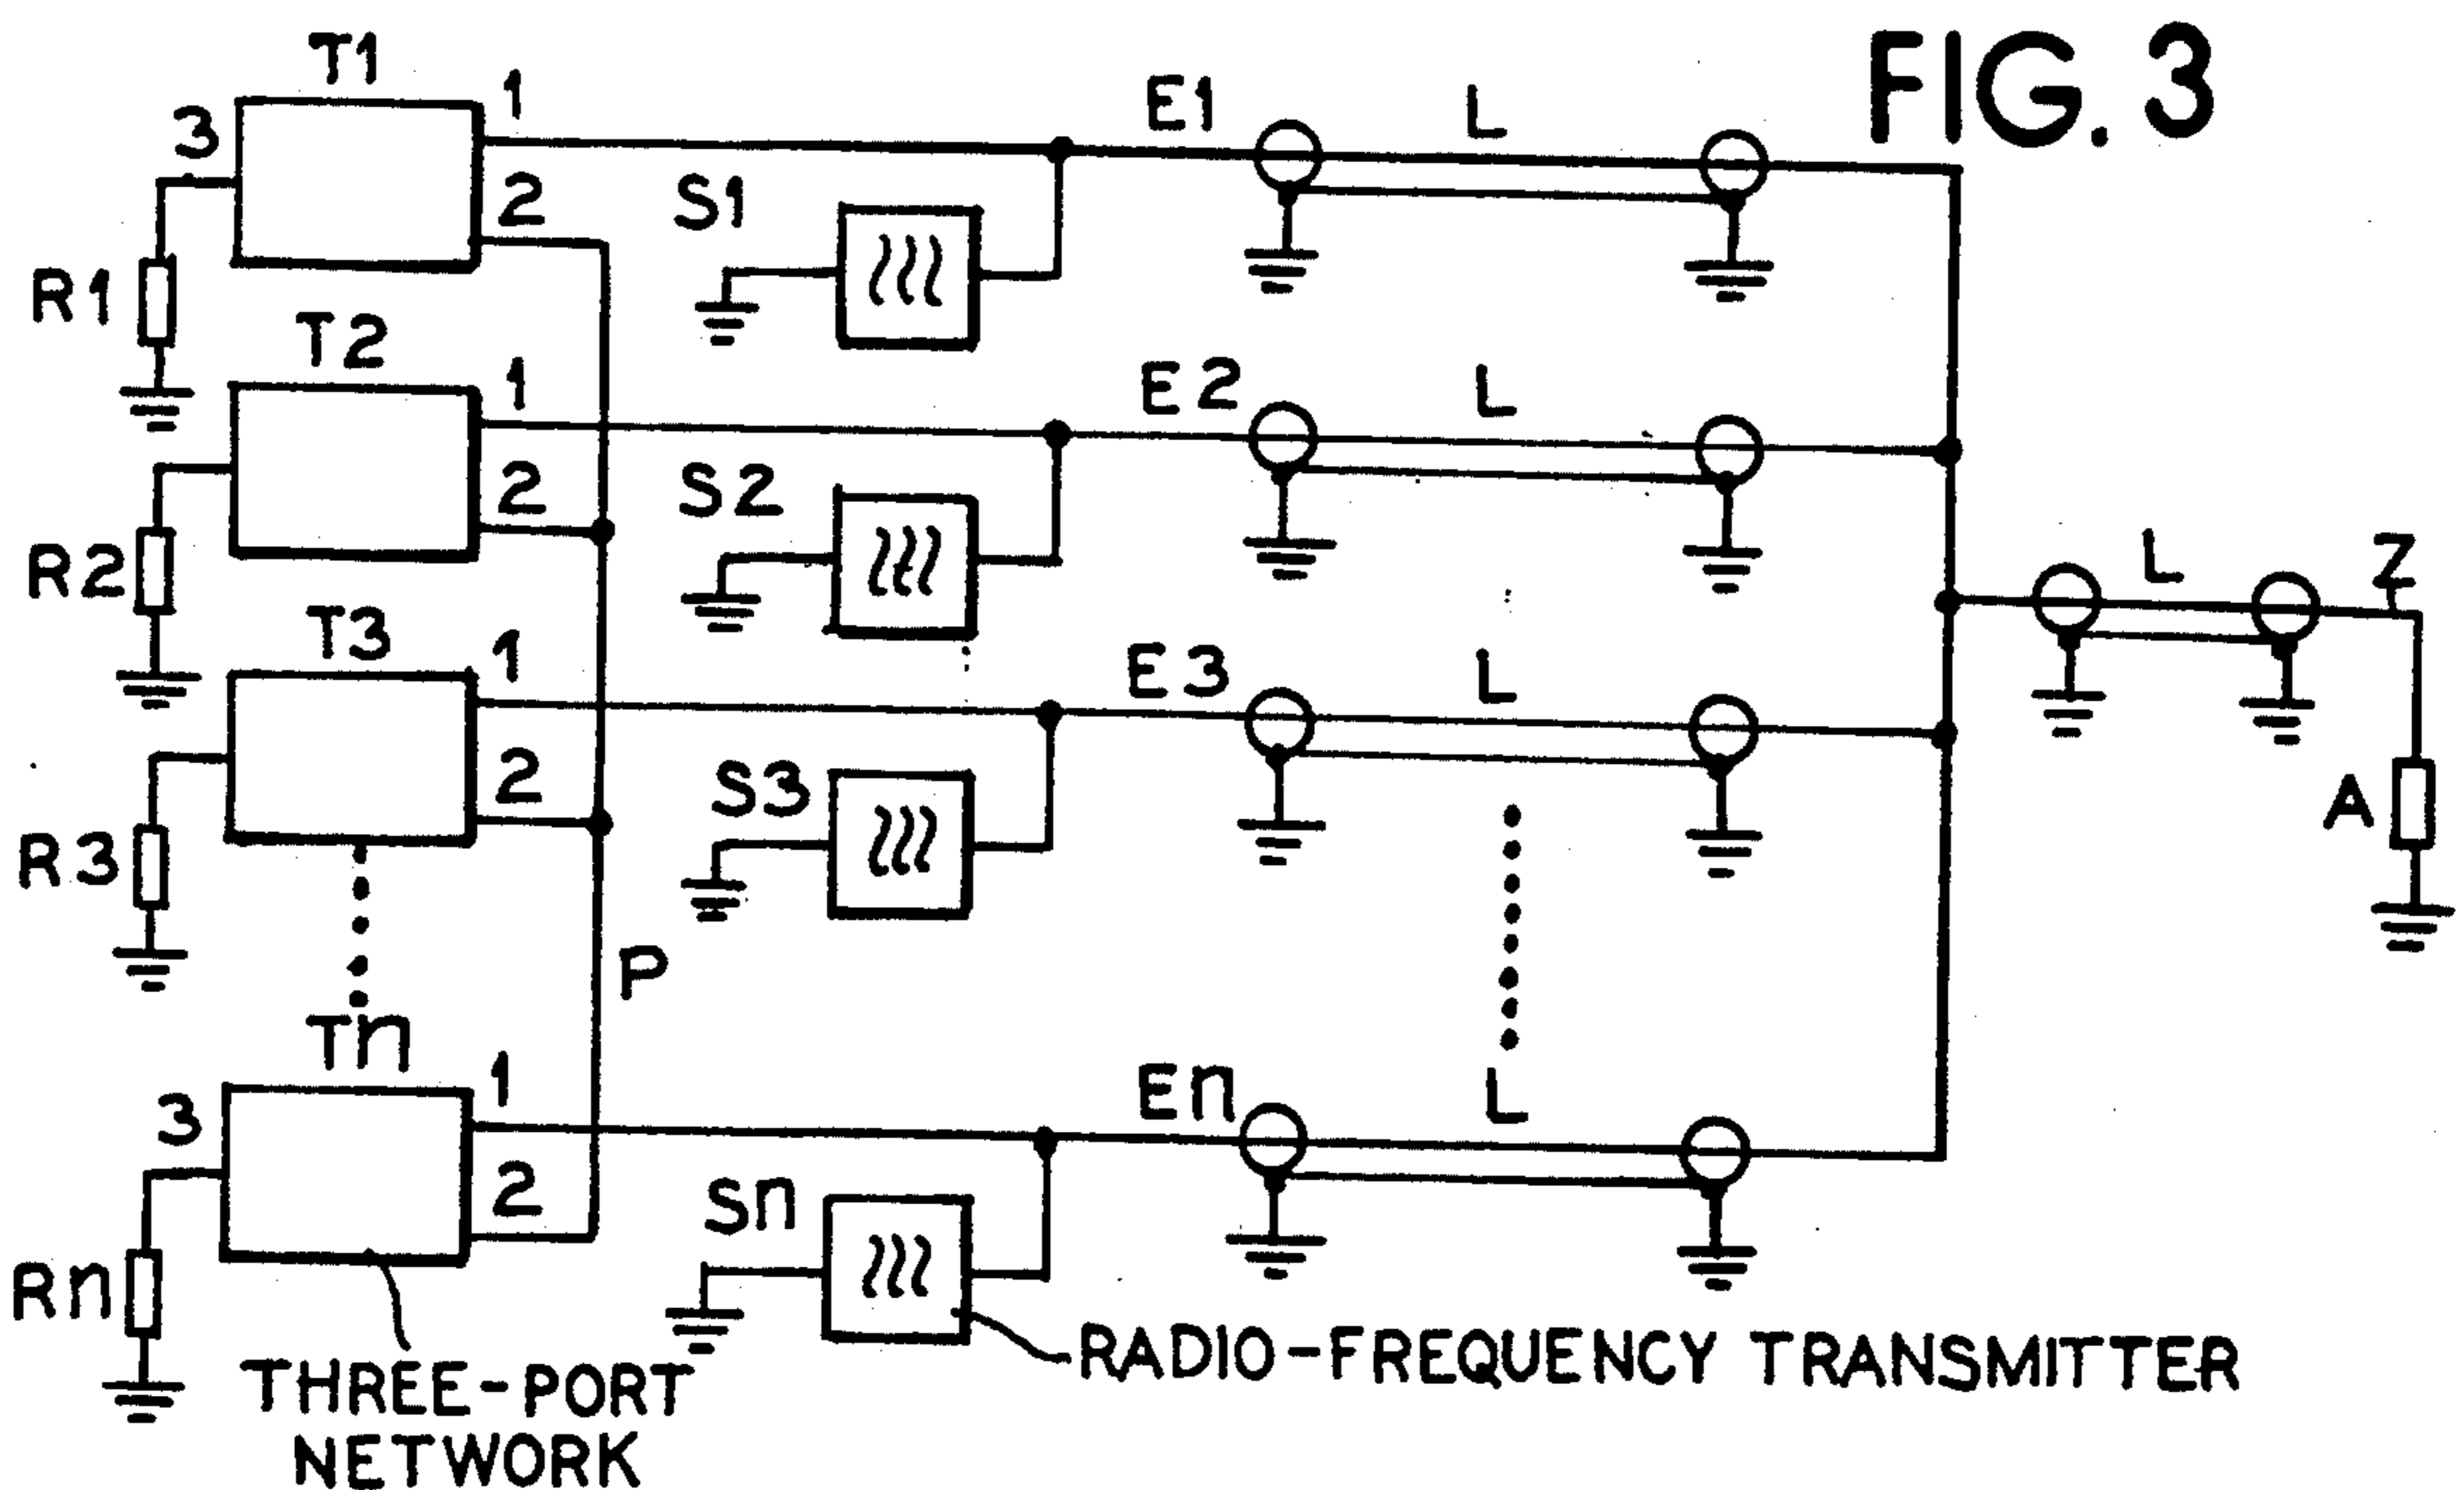 FIG. 3
T1
3
1
2
R1
S1
E1
L
T2
1
2
R2
S2
E2
L
L
Z
T3
1
2
R3
S3
E3
L
A
P
Tn
3
1
2
Rn
Sn
En
L
RADIO-FREQUENCY TRANSMITTER
THREE-PORT
NETWORK